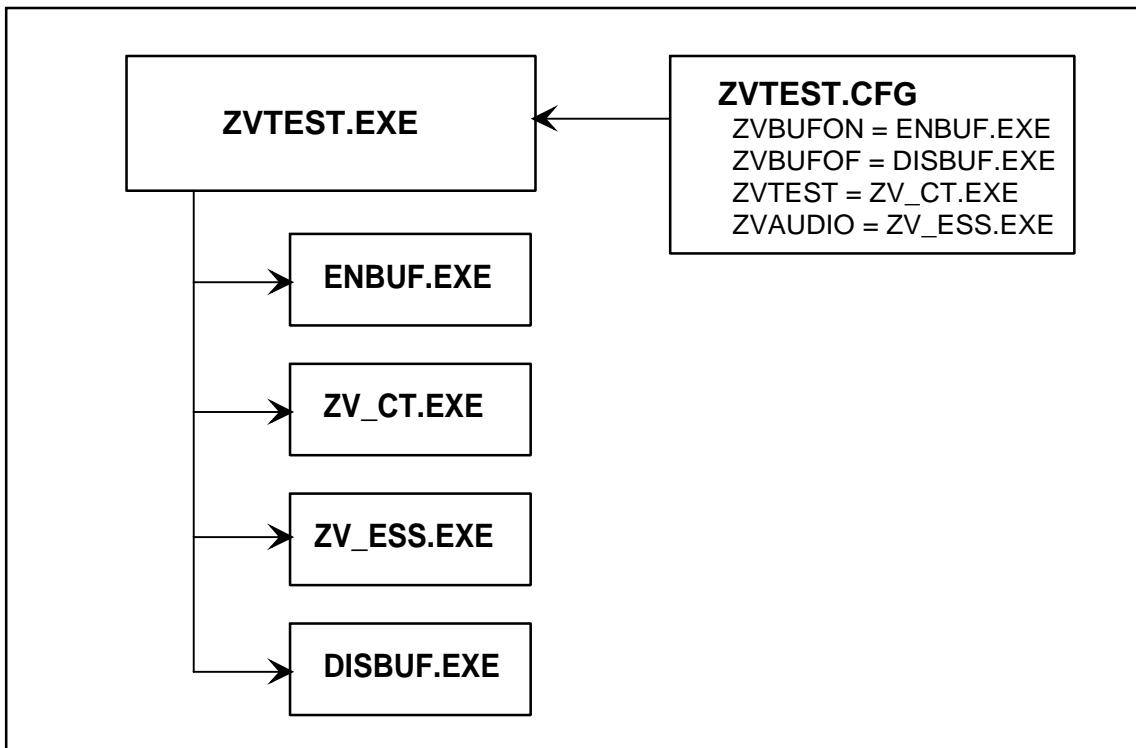 ZVTEST.EXE
ZVTEST.CFG
ZVBUFON = ENBUF.EXE
ZVBUFOF = DISBUF.EXE
ZVTEST = ZV_CT.EXE
ZVAUDIO = ZV_ESS.EXE
ENBUF.EXE
ZV_CT.EXE
ZV_ESS.EXE
DISBUF.EXE